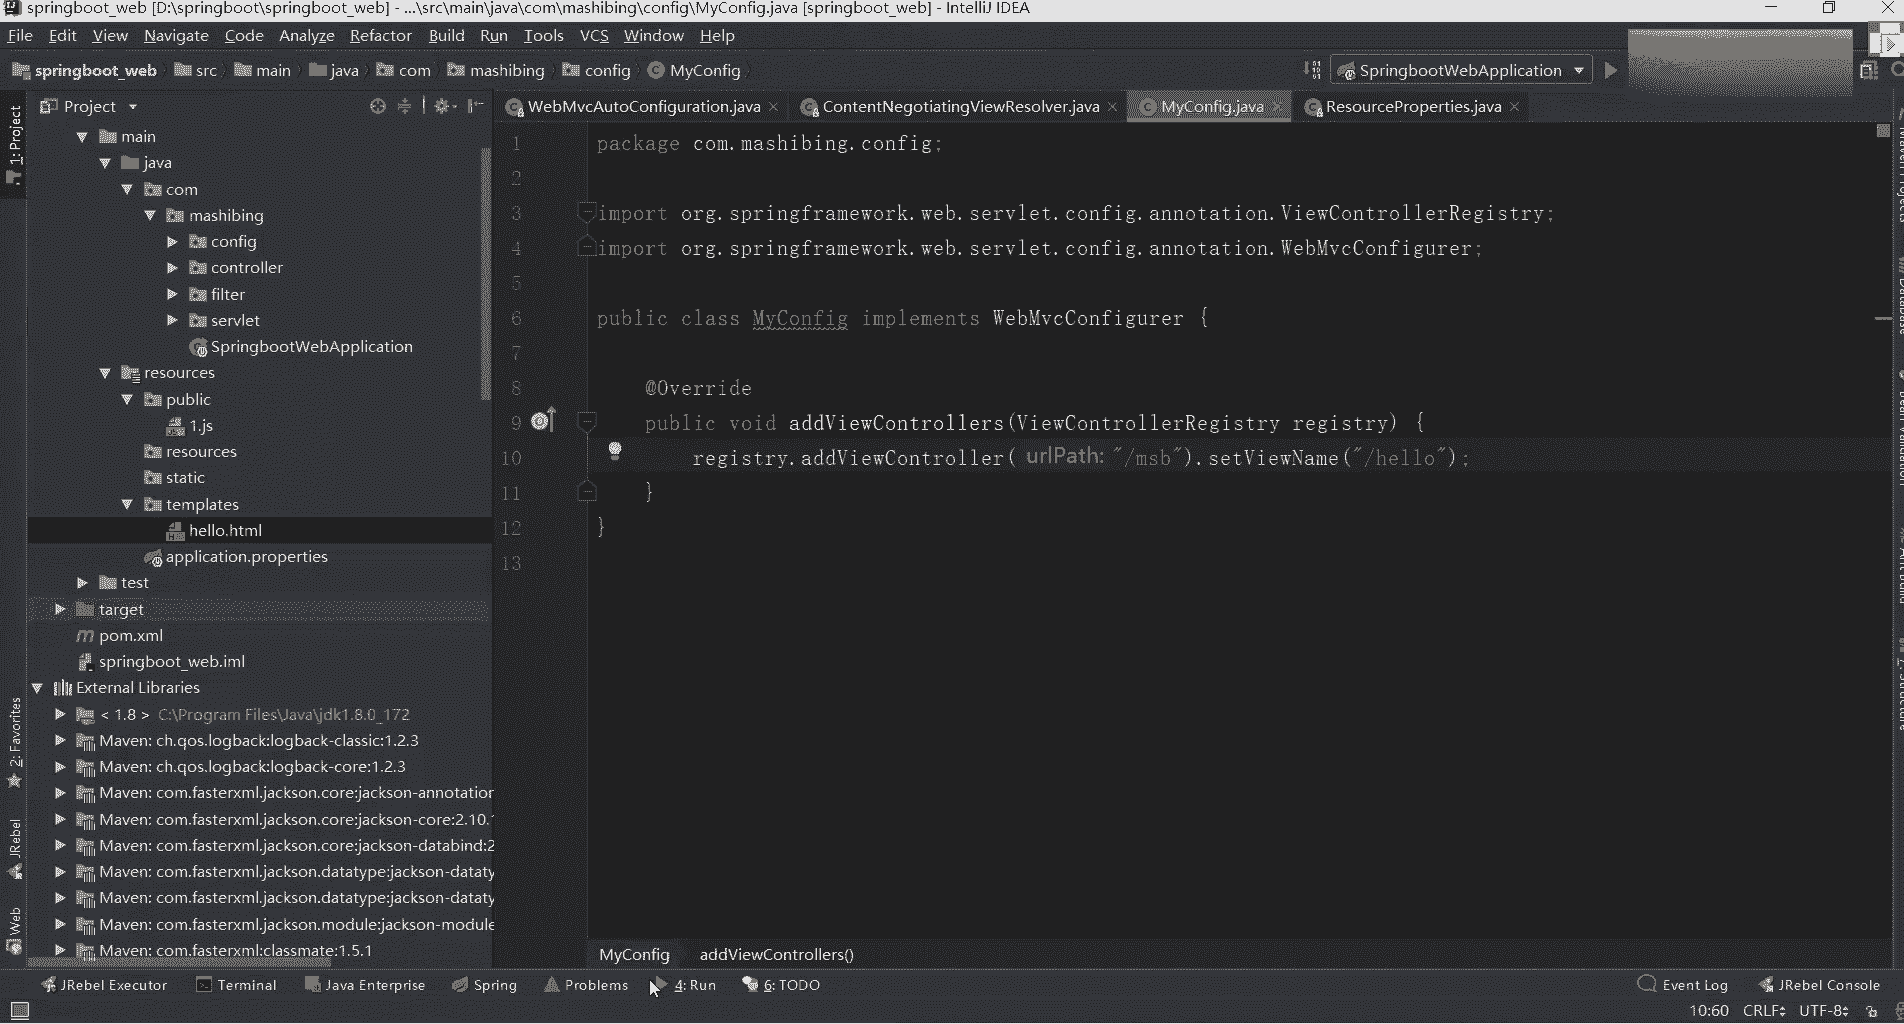 springboot_web [D:\springboot\springboot_web] - ...\src\main\java\com\mashibing\config\MyConfig.java [springboot_web] - IntelliJ IDEA
File Edit View Navigate Code Analyze Refactor Build Run Tools VCS Window Help
springboot_web src main java com mashibing config MyConfig SpringbootWebApplication
Project WebMvcAutoConfiguration.java ContentNegotiatingViewResolver.java MyConfig.java ResourceProperties.java
1: Project
main
java
com
mashibing
config
controller
filter
servlet
SpringbootWebApplication
resources
public
1.js
resources
static
templates
hello.html
application.properties
test
target
pom.xml
springboot_web.iml
External Libraries
< 1.8 > C:\Program Files\Java\jdk1.8.0_172
Maven: ch.qos.logback:logback-classic:1.2.3
Maven: ch.qos.logback:logback-core:1.2.3
Maven: com.fasterxml.jackson.core:jackson-annotation
Maven: com.fasterxml.jackson.core:jackson-core:2.10.
Maven: com.fasterxml.jackson.core:jackson-databind:2
Maven: com.fasterxml.jackson.datatype:jackson-dataty
Maven: com.fasterxml.jackson.datatype:jackson-dataty
Maven: com.fasterxml.jackson.module:jackson-module
Maven: com.fasterxml:classmate:1.5.1
2: Favorites
JRebel
Web
1 package com.mashibing.config;
2
3 import org.springframework.web.servlet.config.annotation.ViewControllerRegistry;
4 import org.springframework.web.servlet.config.annotation.WebMvcConfigurer;
5
6 public class MyConfig implements WebMvcConfigurer {
7
8 @Override
9 public void addViewControllers(ViewControllerRegistry registry) {
10 registry.addViewController( urlPath: "/msb").setViewName("/hello");
11 }
12 }
13
MyConfig addViewControllers()
JRebel Executor Terminal Java Enterprise Spring Problems 4: Run 6: TODO Event Log JRebel Console
10:60 CRLF UTF-8